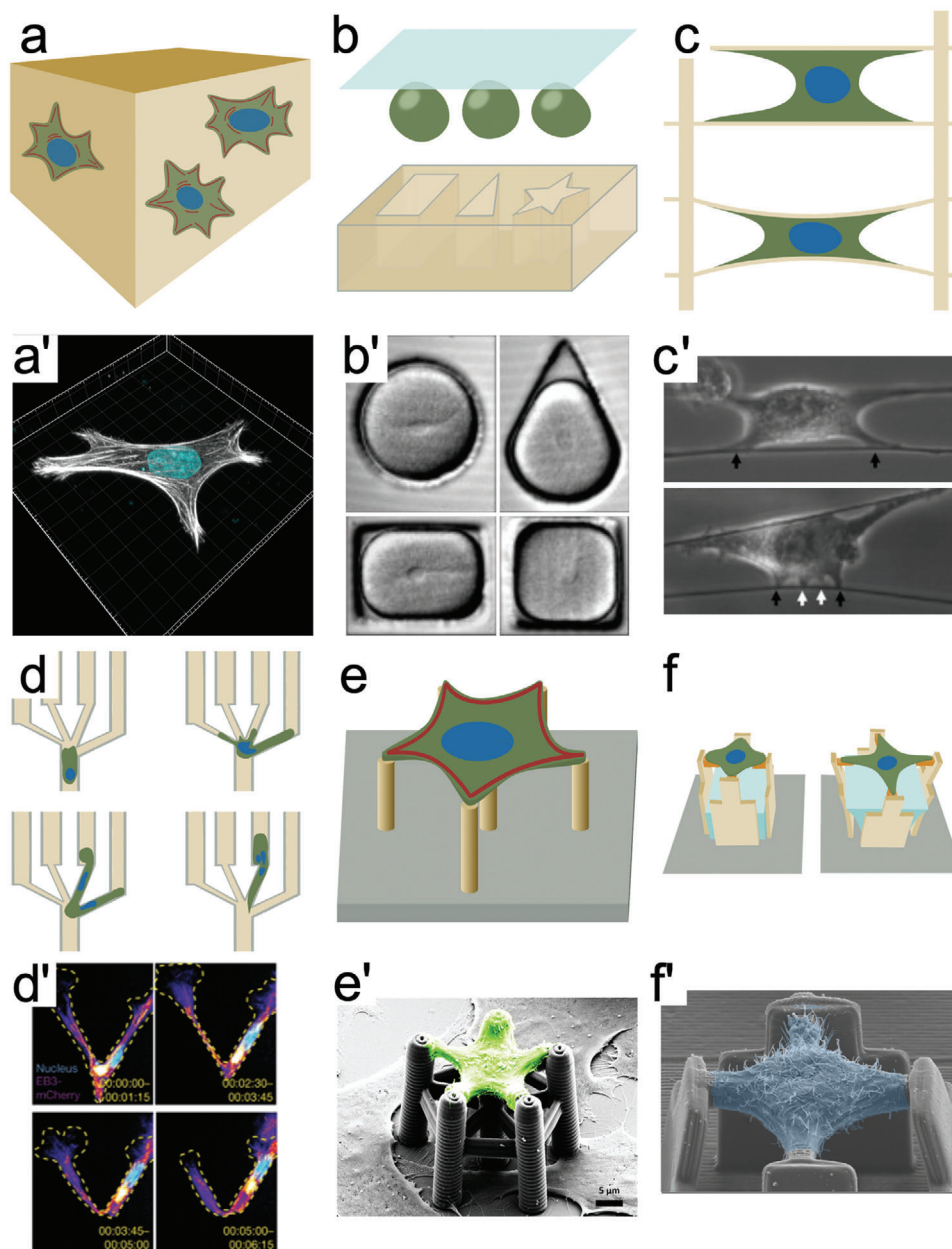 a
b
c
a'
b'
c'
d
e
f
d'
Nucleus
EB3-
mCherry
00:00:00–
00:01:15
00:02:30–
00:03:45
00:03:45–
00:05:00
00:05:00–
00:06:15
e'
5 µm
f'